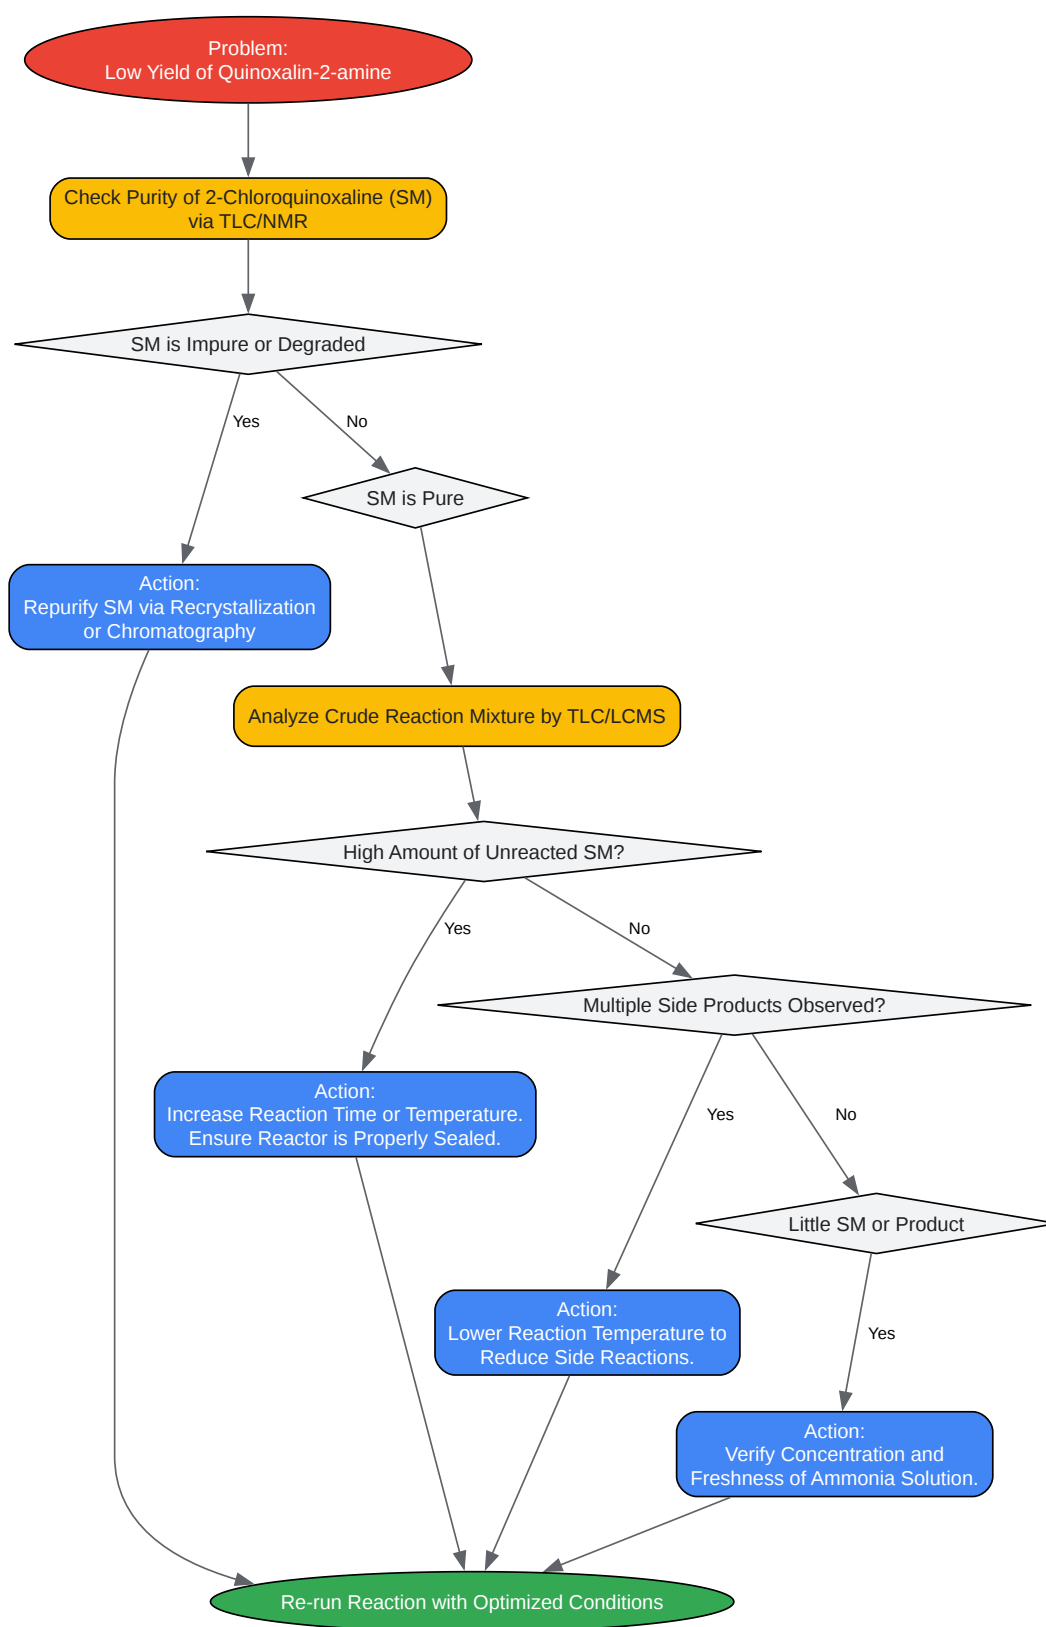 Problem:
Low Yield of Quinoxalin-2-amine
Check Purity of 2-Chloroquinoxaline (SM)
via TLC/NMR
SM is Impure or Degraded
Yes
No
SM is Pure
Action:
Repurify SM via Recrystallization
or Chromatography
Analyze Crude Reaction Mixture by TLC/LCMS
High Amount of Unreacted SM?
Yes
No
Multiple Side Products Observed?
Action:
Increase Reaction Time or Temperature.
Ensure Reactor is Properly Sealed.
Yes
No
Little SM or Product
Action:
Lower Reaction Temperature to
Reduce Side Reactions.
Yes
Action:
Verify Concentration and
Freshness of Ammonia Solution.
Re-run Reaction with Optimized Conditions